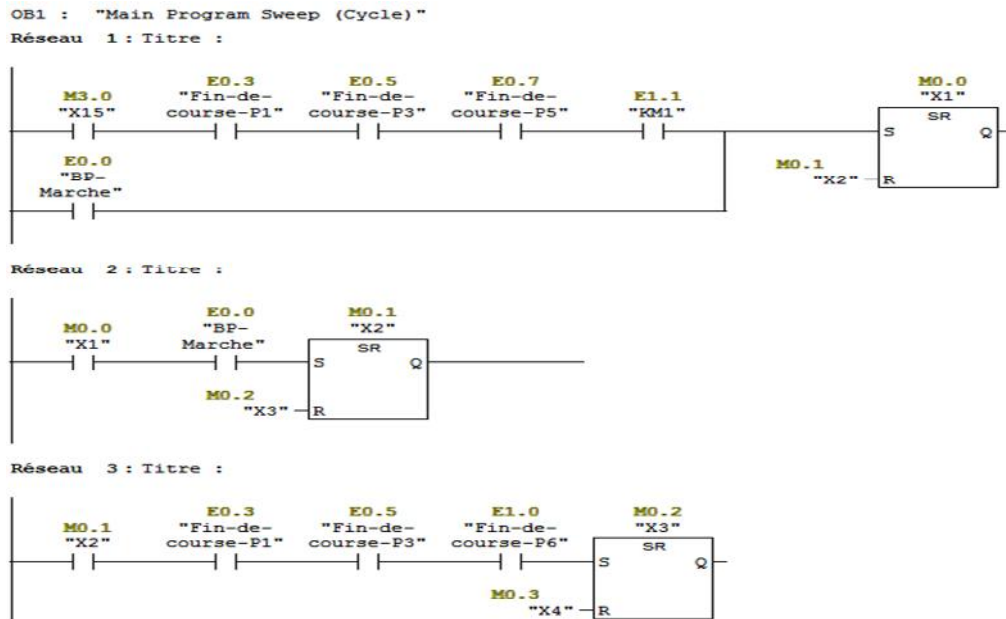 OB1 : "Main Program Sweep (Cycle)"
Réseau 1 : Titre :
M3.0 E0.3 E0.5 E0.7 E1.1 M0.0
"X15" "Fin-de-course-P1" "Fin-de-course-P3" "Fin-de-course-P5" "KM1" "X1"
SR
S Q
E0.0
"BP-
Marche"
M0.1
"X2" R
Réseau 2 : Titre :
M0.0 E0.0 M0.1
"X1" "BP-Marche" "X2"
SR
S Q
M0.2
"X3" R
Réseau 3 : Titre :
M0.1 E0.3 E0.5 E1.0 M0.2
"X2" "Fin-de-course-P1" "Fin-de-course-P3" "Fin-de-course-P6" "X3"
SR
S Q
M0.3
"X4" R